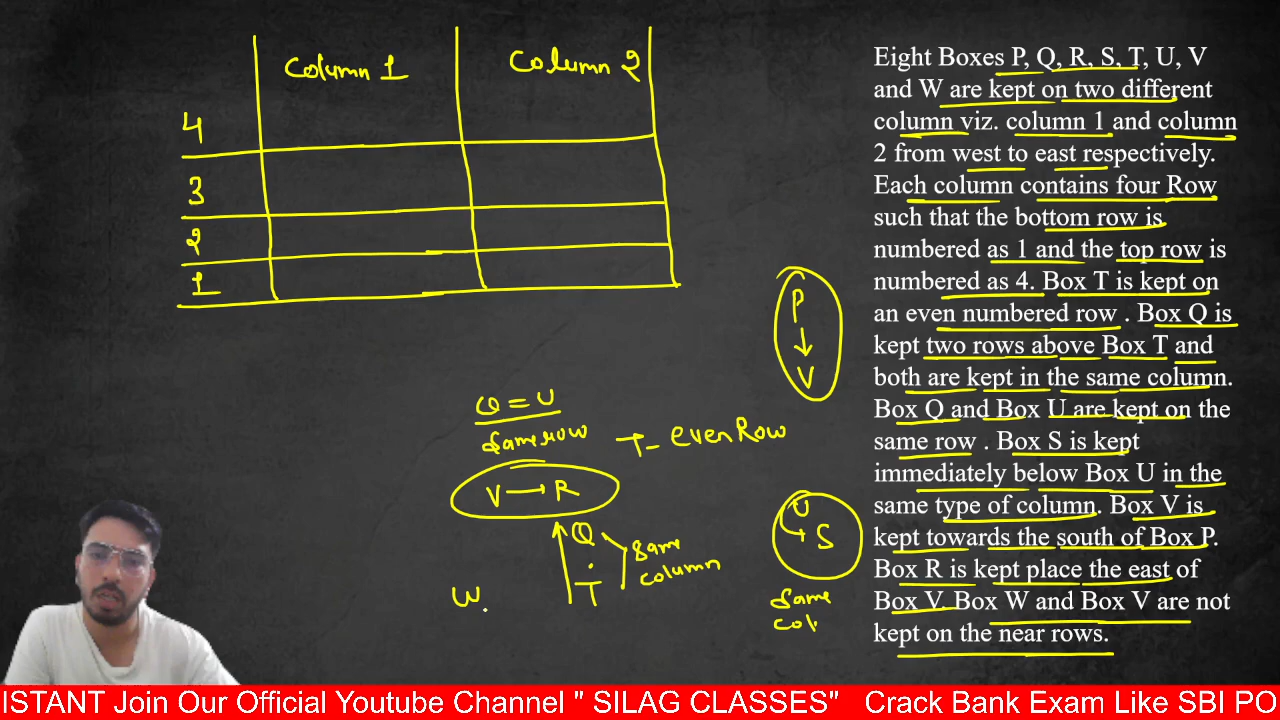 Column 1
Column 2
4
3
2
1
Q = U
Same row
T - even Row
V → R
Q
T
Same
column
W.
P
↓
V
U
↳ S
Same
col
Eight Boxes P, Q, R, S, T, U, V
and W are kept on two different
column viz. column 1 and column
2 from west to east respectively.
Each column contains four Row
such that the bottom row is
numbered as 1 and the top row is
numbered as 4. Box T is kept on
an even numbered row . Box Q is
kept two rows above Box T and
both are kept in the same column.
Box Q and Box U are kept on the
same row . Box S is kept
immediately below Box U in the
same type of column. Box V is
kept towards the south of Box P.
Box R is kept place the east of
Box V. Box W and Box V are not
kept on the near rows.
ISTANT Join Our Official Youtube Channel " SILAG CLASSES" Crack Bank Exam Like SBI PO